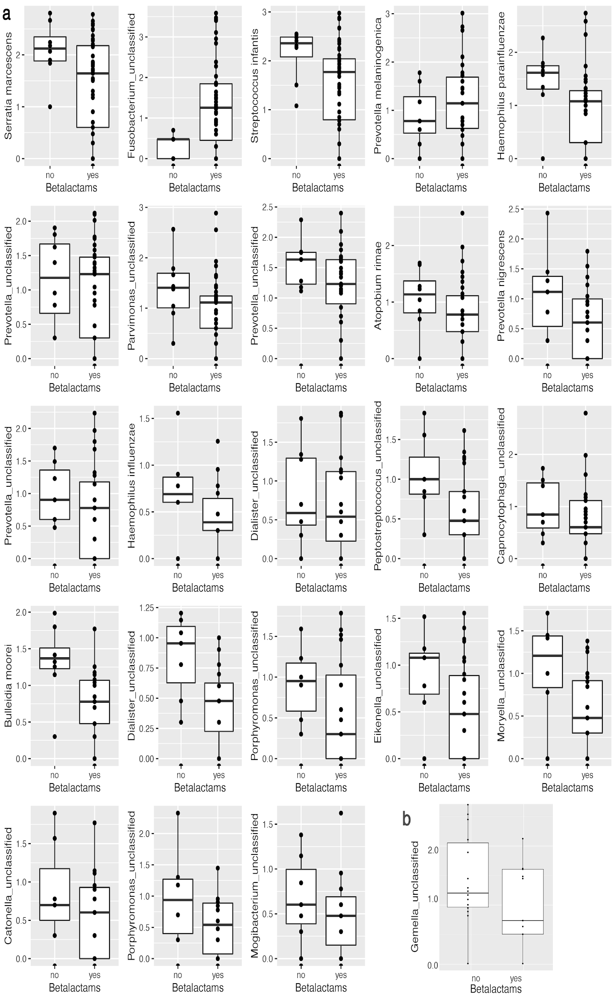 a
Serratia marcescens
2
1
0
no yes
Betalactams
Fusobacterium_unclassified
3
2
1
0
no yes
Betalactams
Streptococcus infantis
3
2
1
0
no yes
Betalactams
Prevotella melaninogenica
3
2
1
0
no yes
Betalactams
Haemophilus parainfluenzae
2
1
0
no yes
Betalactams
Prevotella_unclassified
2.0
1.5
1.0
0.5
0.0
no yes
Betalactams
Parvimonas_unclassified
3
2
1
0
no yes
Betalactams
Prevotella_unclassified
2.5
2.0
1.5
1.0
0.5
0.0
no yes
Betalactams
Atopobium rimae
2
1
0
no yes
Betalactams
Prevotella nigrescens
2.5
2.0
1.5
1.0
0.5
0.0
no yes
Betalactams
Prevotella_unclassified
2.0
1.5
1.0
0.5
0.0
no yes
Betalactams
Haemophilus influenzae
1.5
1.0
0.5
0.0
no yes
Betalactams
Dialister_unclassified
1.5
1.0
0.5
0.0
no yes
Betalactams
Peptostreptococcus_unclassified
1.5
1.0
0.5
0.0
no yes
Betalactams
Capnocytophaga_unclassified
2
1
0
no yes
Betalactams
Bulleidia moorei
2.0
1.5
1.0
0.5
0.0
no yes
Betalactams
Dialister_unclassified
1.25
1.00
0.75
0.50
0.25
0.00
no yes
Betalactams
Porphyromonas_unclassified
1.5
1.0
0.5
0.0
no yes
Betalactams
Eikenella_unclassified
1.5
1.0
0.5
0.0
no yes
Betalactams
Moryella_unclassified
1.5
1.0
0.5
0.0
no yes
Betalactams
Catonella_unclassified
1.5
1.0
0.5
0.0
no yes
Betalactams
Porphyromonas_unclassified
2.0
1.5
1.0
0.5
0.0
no yes
Betalactams
Mogibacterium_unclassified
1.5
1.0
0.5
0.0
no yes
Betalactams
b
Gemella_unclassified
2.0
1.0
0.0
no yes
Betalactams